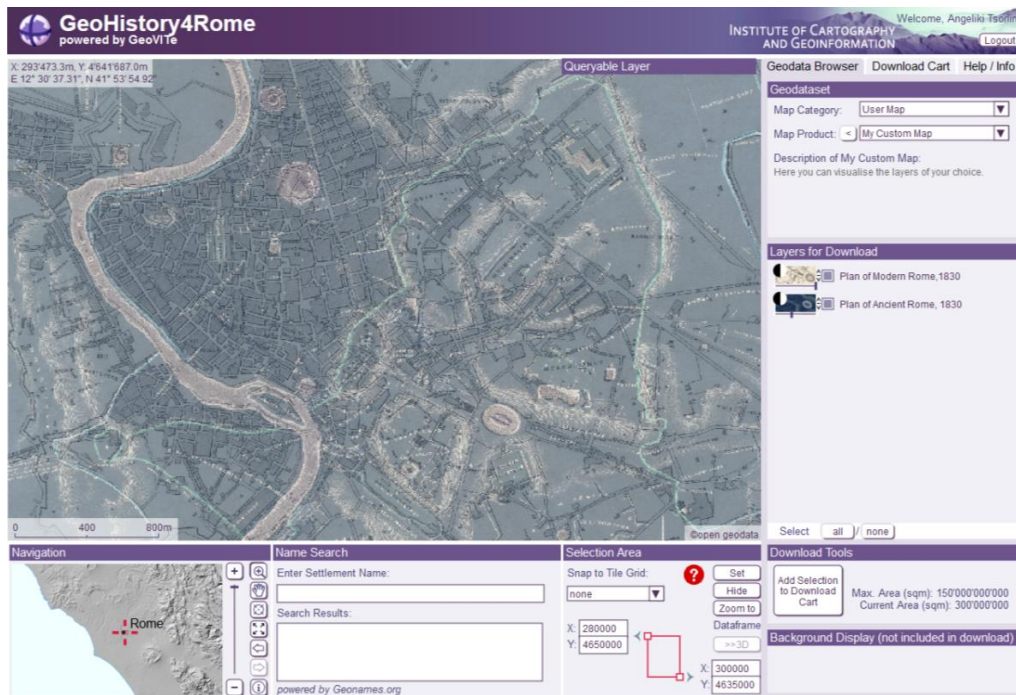 GeoHistory4Rome
powered by GeoVITe
INSTITUTE OF CARTOGRAPHY
AND GEOINFORMATION
Welcome, Angeliki
Logout
X: 293'473.3m, Y: 4'641'687.0m
E 12° 30' 37.31", N 41° 53' 54.92"
Queryable Layer
0 400 800m
©open geodata
Geodata Browser Download Cart Help / Info
Geodataset
Map Category: User Map
Map Product: < My Custom Map
Description of My Custom Map:
Here you can visualise the layers of your choice.
Layers for Download
Plan of Modern Rome,1830
Plan of Ancient Rome, 1830
Select all / none
Navigation
Rome
+
−
Name Search
Enter Settlement Name:
Search Results:
powered by Geonames.org
Selection Area
Snap to Tile Grid:
none
?
Set
Hide
Zoom to
Dataframe
>>3D
X: 280000
Y: 4650000
X: 300000
Y: 4635000
Download Tools
Add Selection
to Download
Cart
Max. Area (sqm): 150'000'000'000
Current Area (sqm): 300'000'000
Background Display (not included in download)